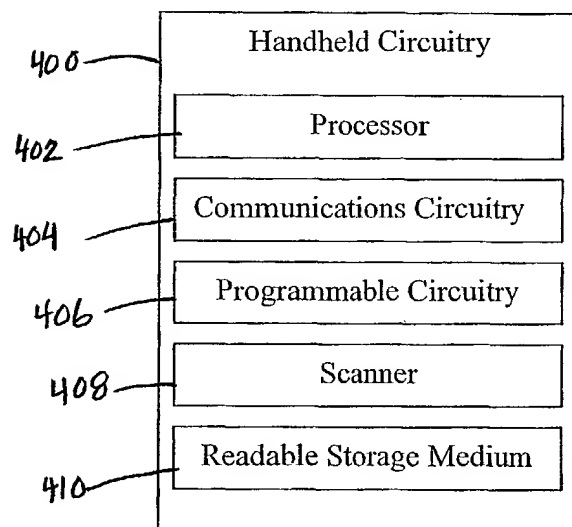 400 Handheld Circuitry
402 Processor
404 Communications Circuitry
406 Programmable Circuitry
408 Scanner
410 Readable Storage Medium